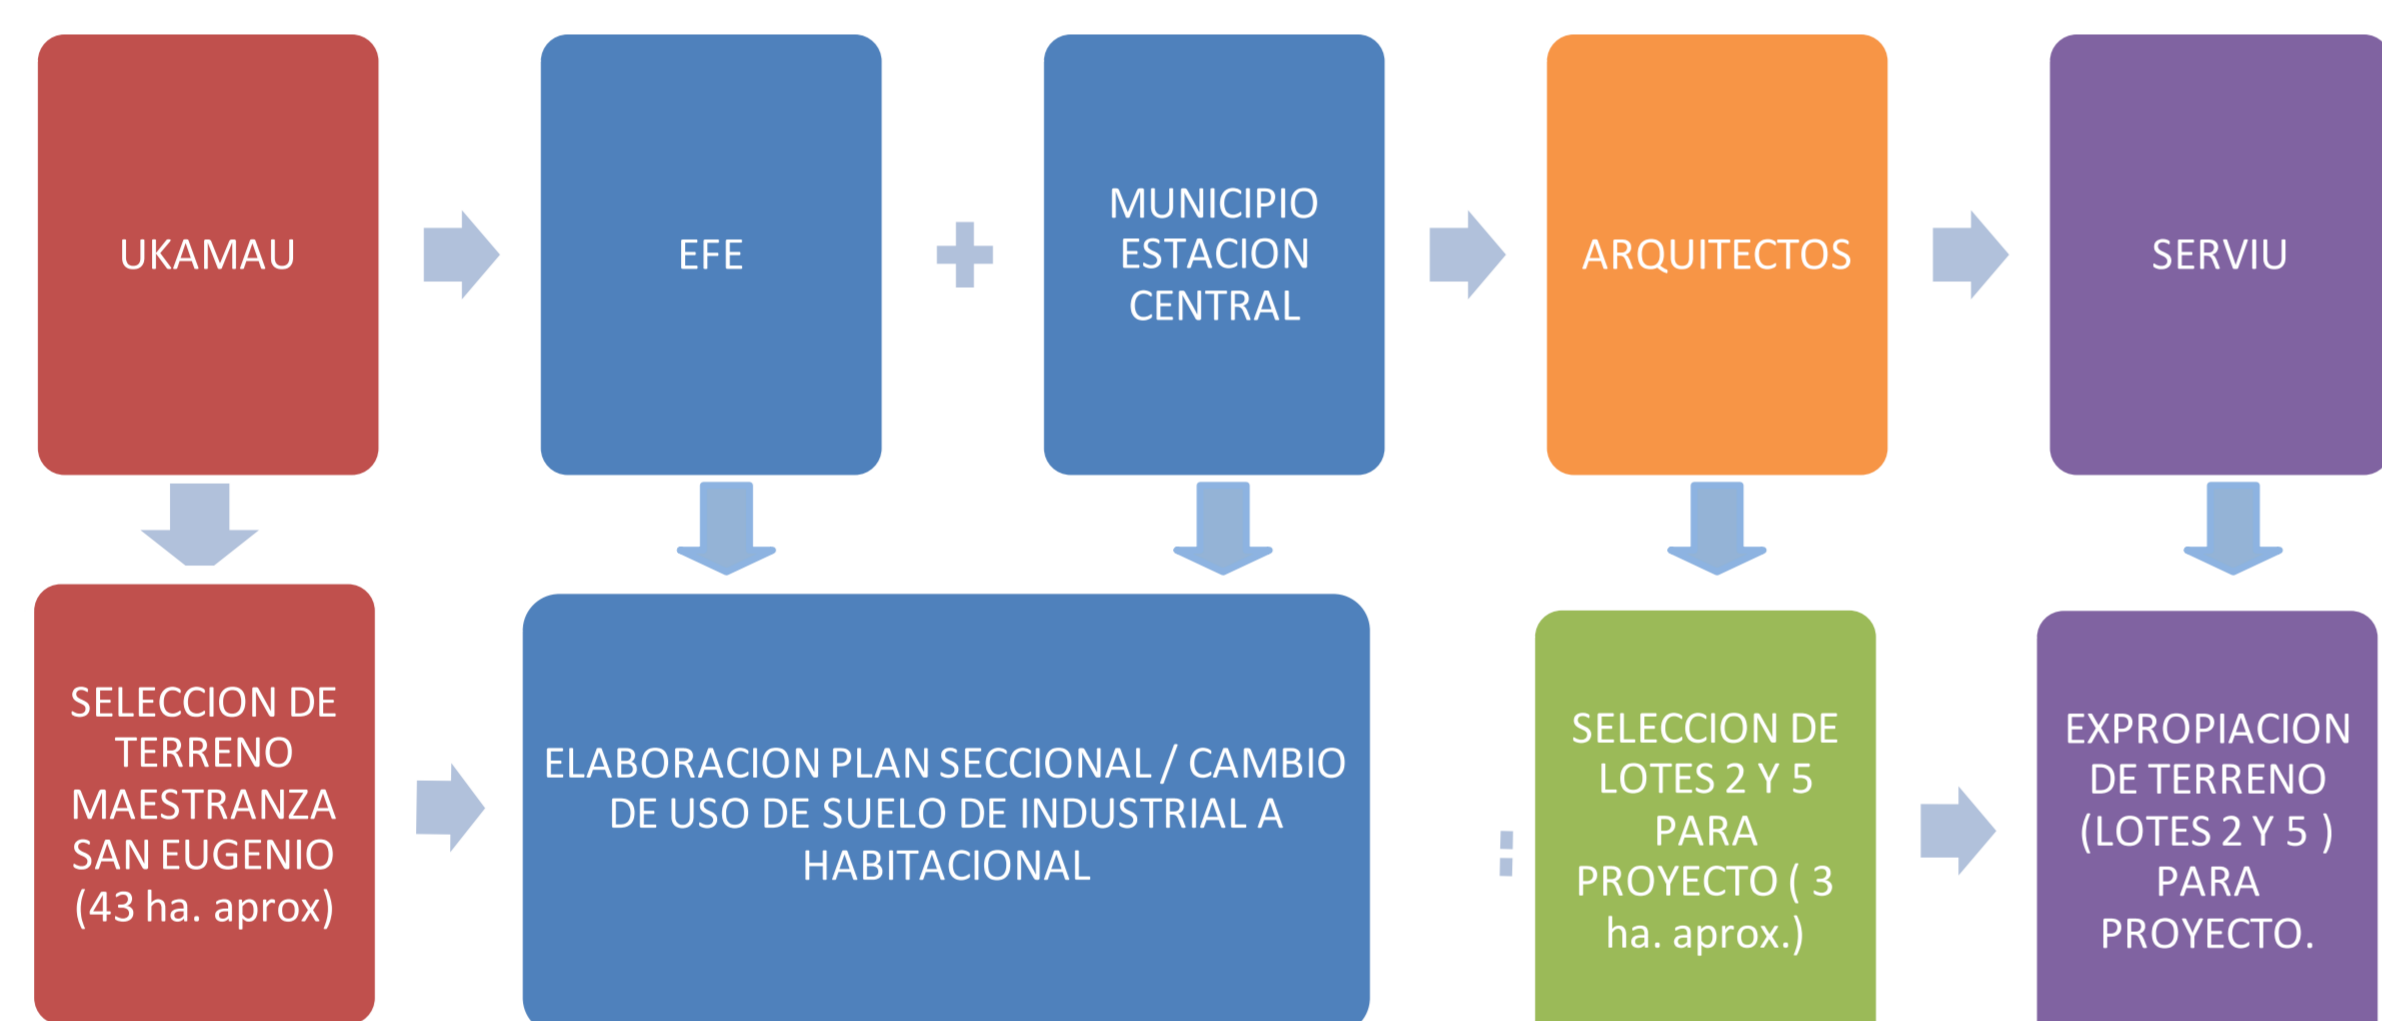 UKAMAU
EFE
MUNICIPIO
ESTACION
CENTRAL
ARQUITECTOS
SERVIU
SELECCION DE
TERRENO
MAESTRANZA
SAN EUGENIO
(43 ha. aprox)
ELABORACION PLAN SECCIONAL / CAMBIO
DE USO DE SUELO DE INDUSTRIAL A
HABITACIONAL
SELECCION DE
LOTES 2 Y 5
PARA
PROYECTO ( 3
ha. aprox.)
EXPROPIACION
DE TERRENO
(LOTES 2 Y 5 )
PARA
PROYECTO.